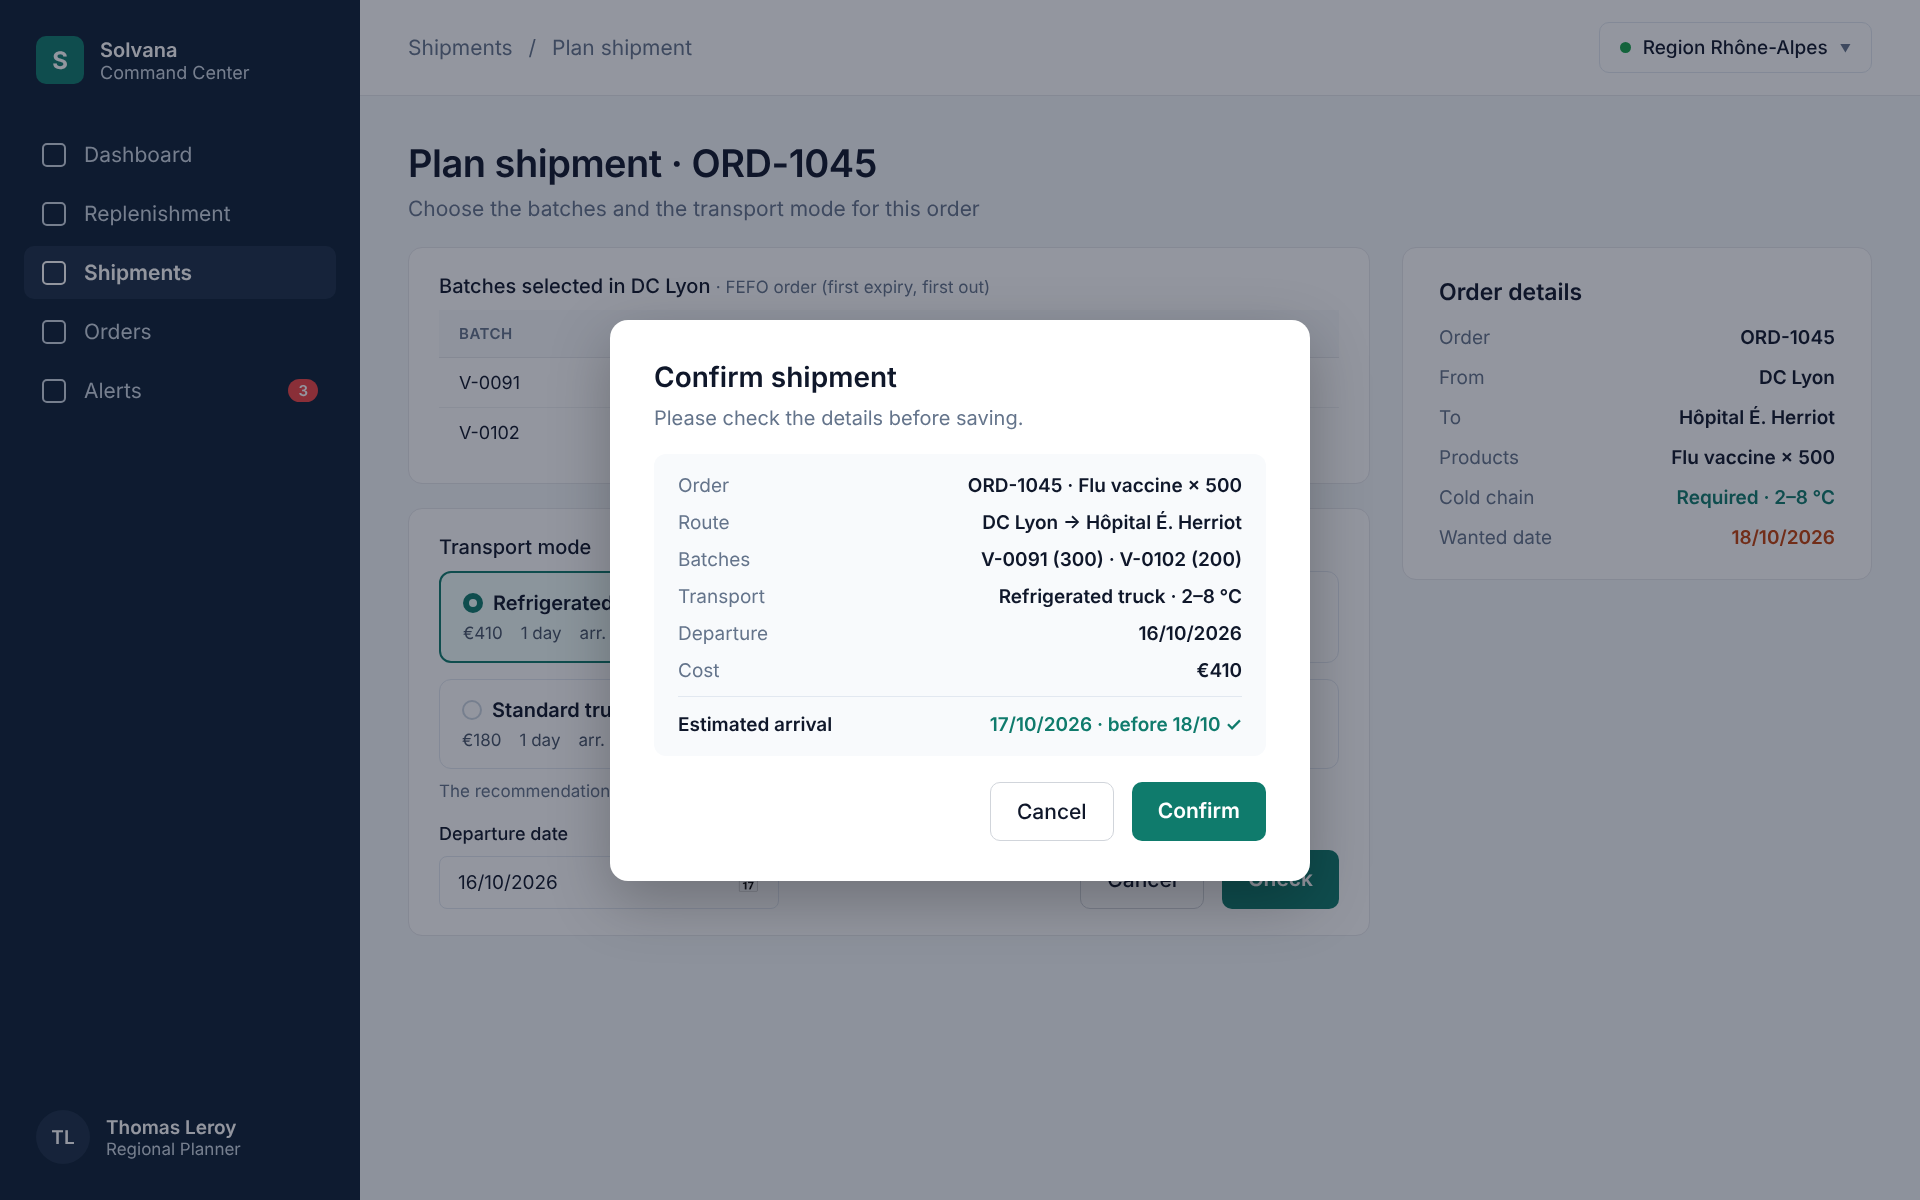 S
Solvana
Command Center
Dashboard
Replenishment
Shipments
Orders
Alerts 3
TL
Thomas Leroy
Regional Planner
Shipments / Plan shipment
Region Rhône-Alpes ▼
Plan shipment · ORD-1045
Choose the batches and the transport mode for this order
Batches selected in DC Lyon · FEFO order (first expiry, first out)
BATCH
V-0091
V-0102
Transport mode
Refrigerated
€410 1 day arr.
Standard tru
€180 1 day arr.
The recommendation
Departure date
16/10/2026 17
Cancel Check
Order details
Order ORD-1045
From DC Lyon
To Hôpital É. Herriot
Products Flu vaccine × 500
Cold chain Required · 2–8 °C
Wanted date 18/10/2026
Confirm shipment
Please check the details before saving.
Order ORD-1045 · Flu vaccine × 500
Route DC Lyon → Hôpital É. Herriot
Batches V-0091 (300) · V-0102 (200)
Transport Refrigerated truck · 2–8 °C
Departure 16/10/2026
Cost €410
Estimated arrival 17/10/2026 · before 18/10 ✓
Cancel Confirm